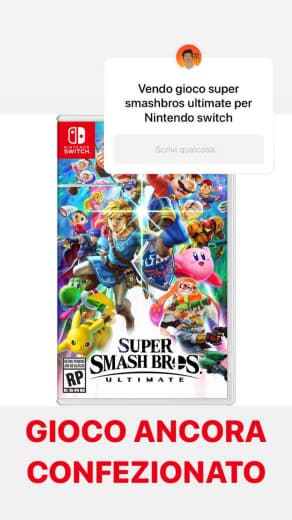 Vendo gioco super
smashbros ultimate per
Nintendo switch
Scrivi qualcosa...
NINTENDO
SWITCH
SUPER
SMASH BROS.
ULTIMATE
RP
GIOCO ANCORA
CONFEZIONATO